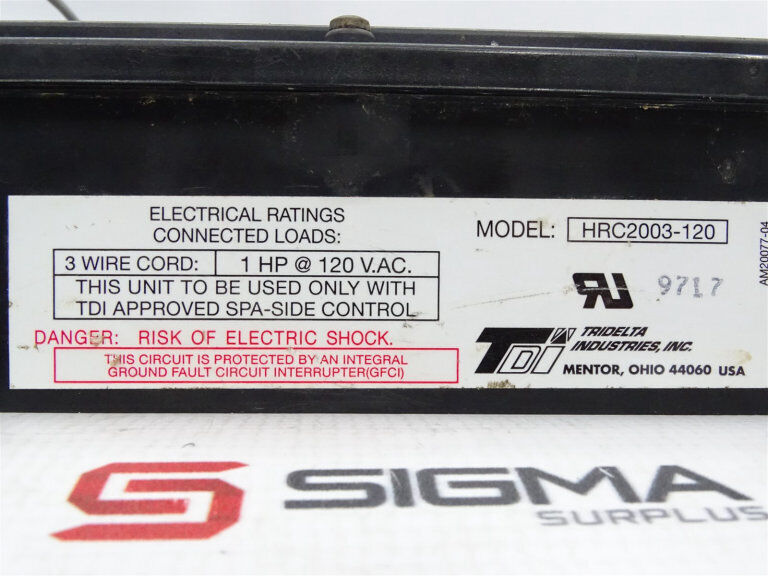 ELECTRICAL RATINGS
CONNECTED LOADS:
3 WIRE CORD: 1 HP @ 120 V.AC.
THIS UNIT TO BE USED ONLY WITH
TDI APPROVED SPA-SIDE CONTROL
DANGER: RISK OF ELECTRIC SHOCK.
THIS CIRCUIT IS PROTECTED BY AN INTEGRAL
GROUND FAULT CIRCUIT INTERRUPTER(GFCI)
MODEL: HRC2003-120
9717
TDI
TRIDELTA
INDUSTRIES, INC.
MENTOR, OHIO 44060 USA
AM20077-04
SIGMA
SURPLUS